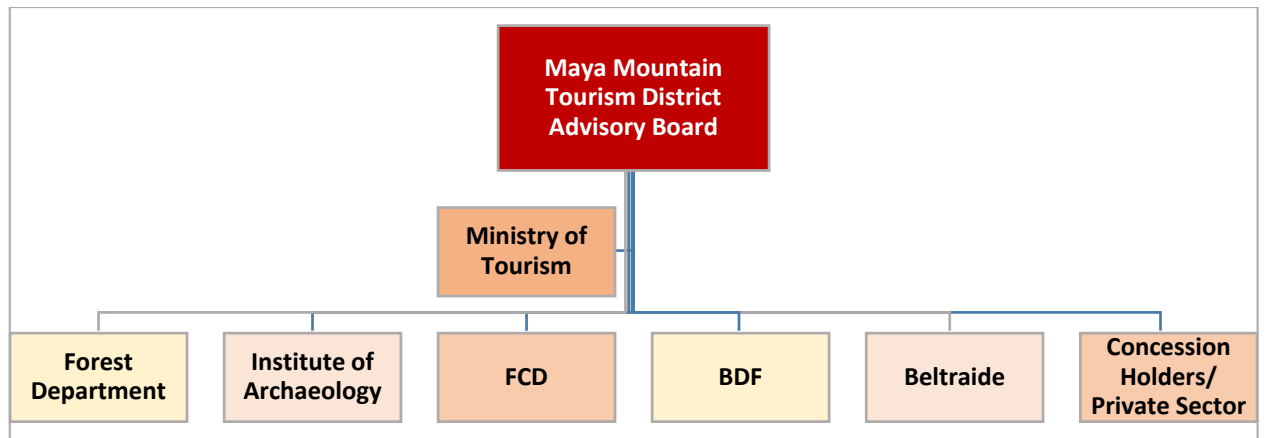 Maya Mountain
Tourism District
Advisory Board
Ministry of
Tourism
Forest
Department
Institute of
Archaeology
FCD
BDF
Beltraide
Concession
Holders/
Private Sector